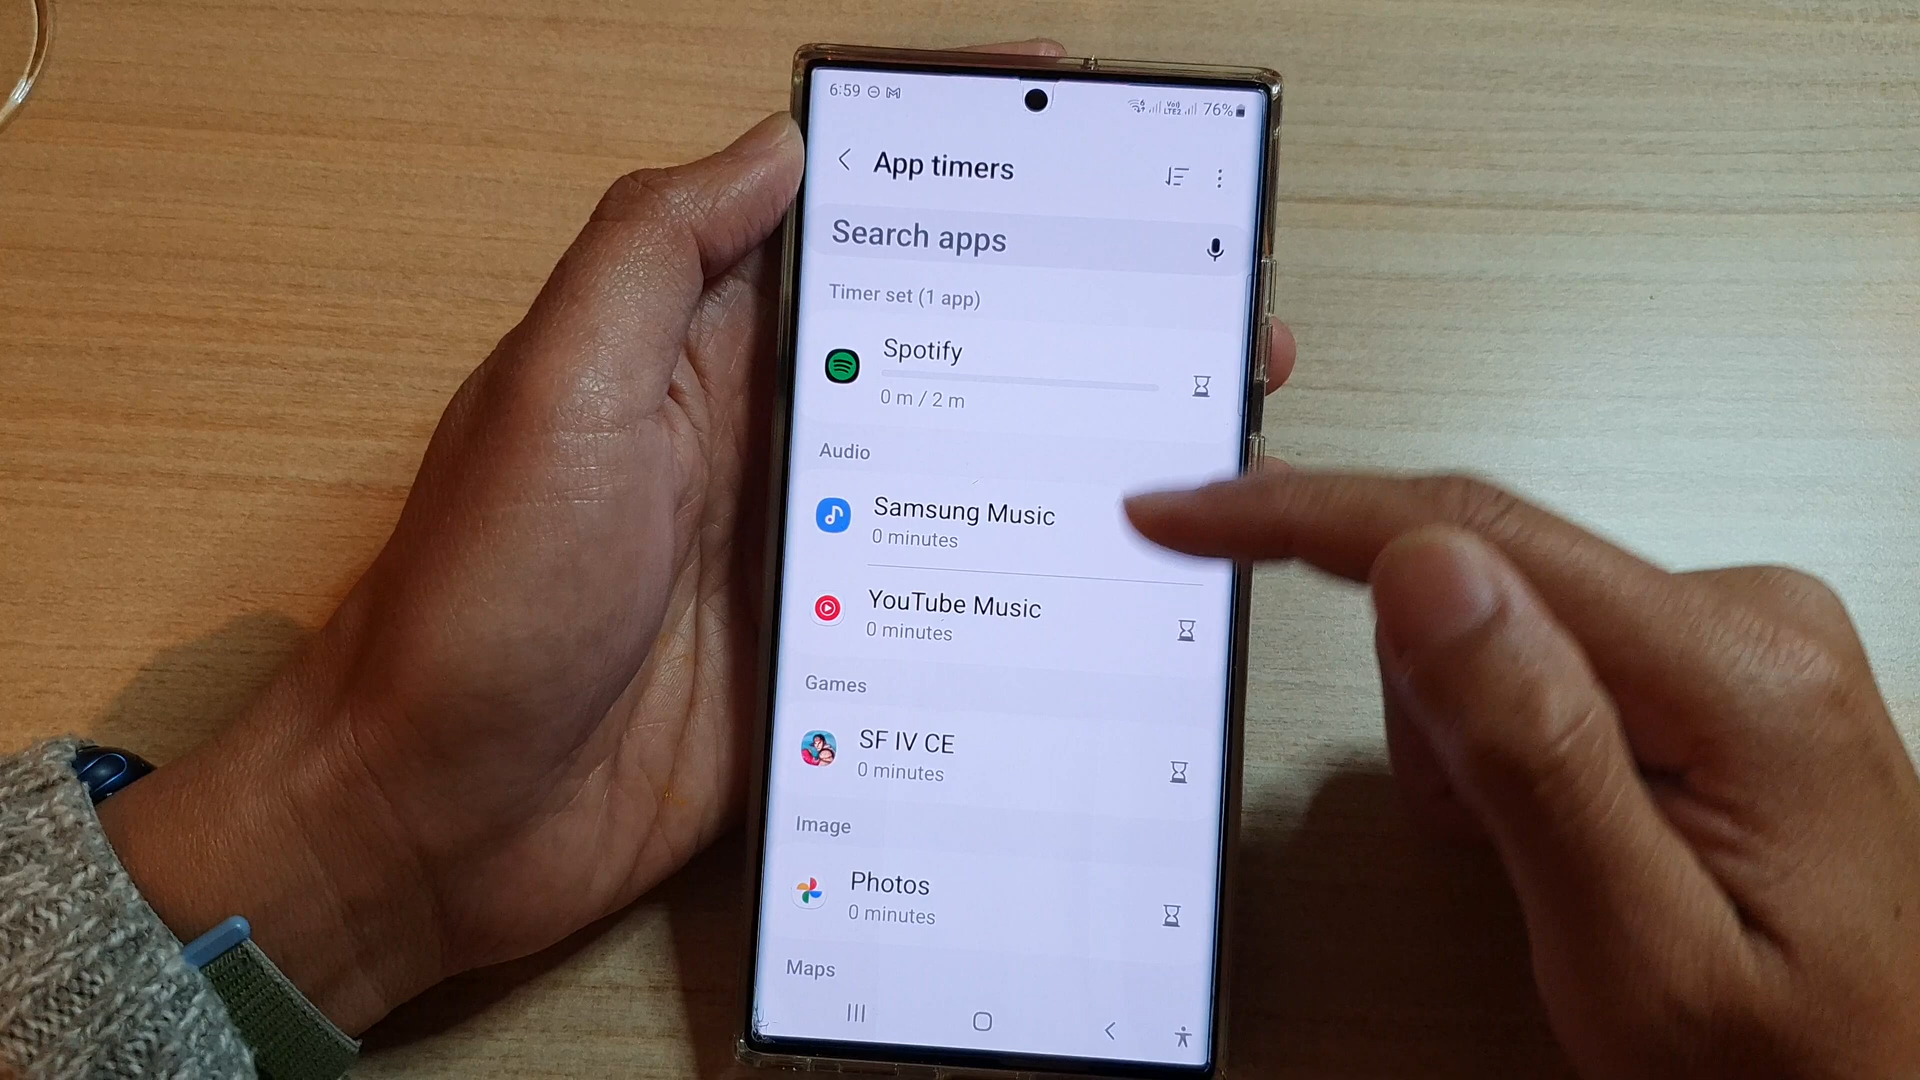 6:59
76%
App timers
Search apps
Timer set (1 app)
Spotify
0 m / 2 m
Audio
Samsung Music
0 minutes
YouTube Music
0 minutes
Games
SF IV CE
0 minutes
Image
Photos
0 minutes
Maps